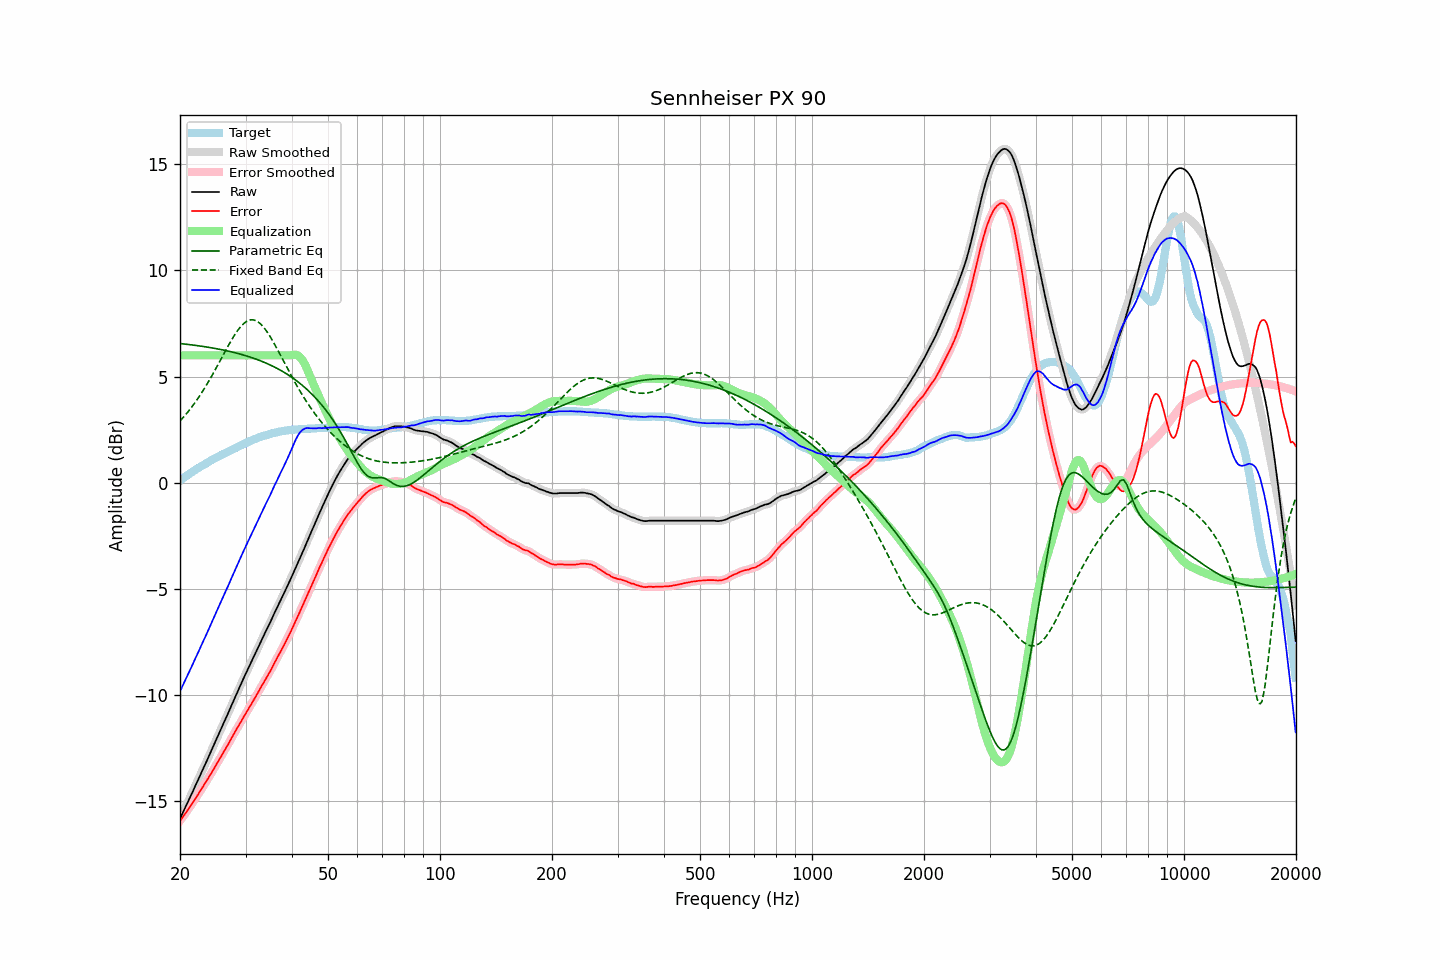 Sennheiser PX 90
Target
Raw Smoothed
Error Smoothed
Raw
Error
Equalization
Parametric Eq
Fixed Band Eq
Equalized
Amplitude (dBr)
15
10
5
0
−5
−10
−15
20 50 100 200 500 1000 2000 5000 10000 20000
Frequency (Hz)